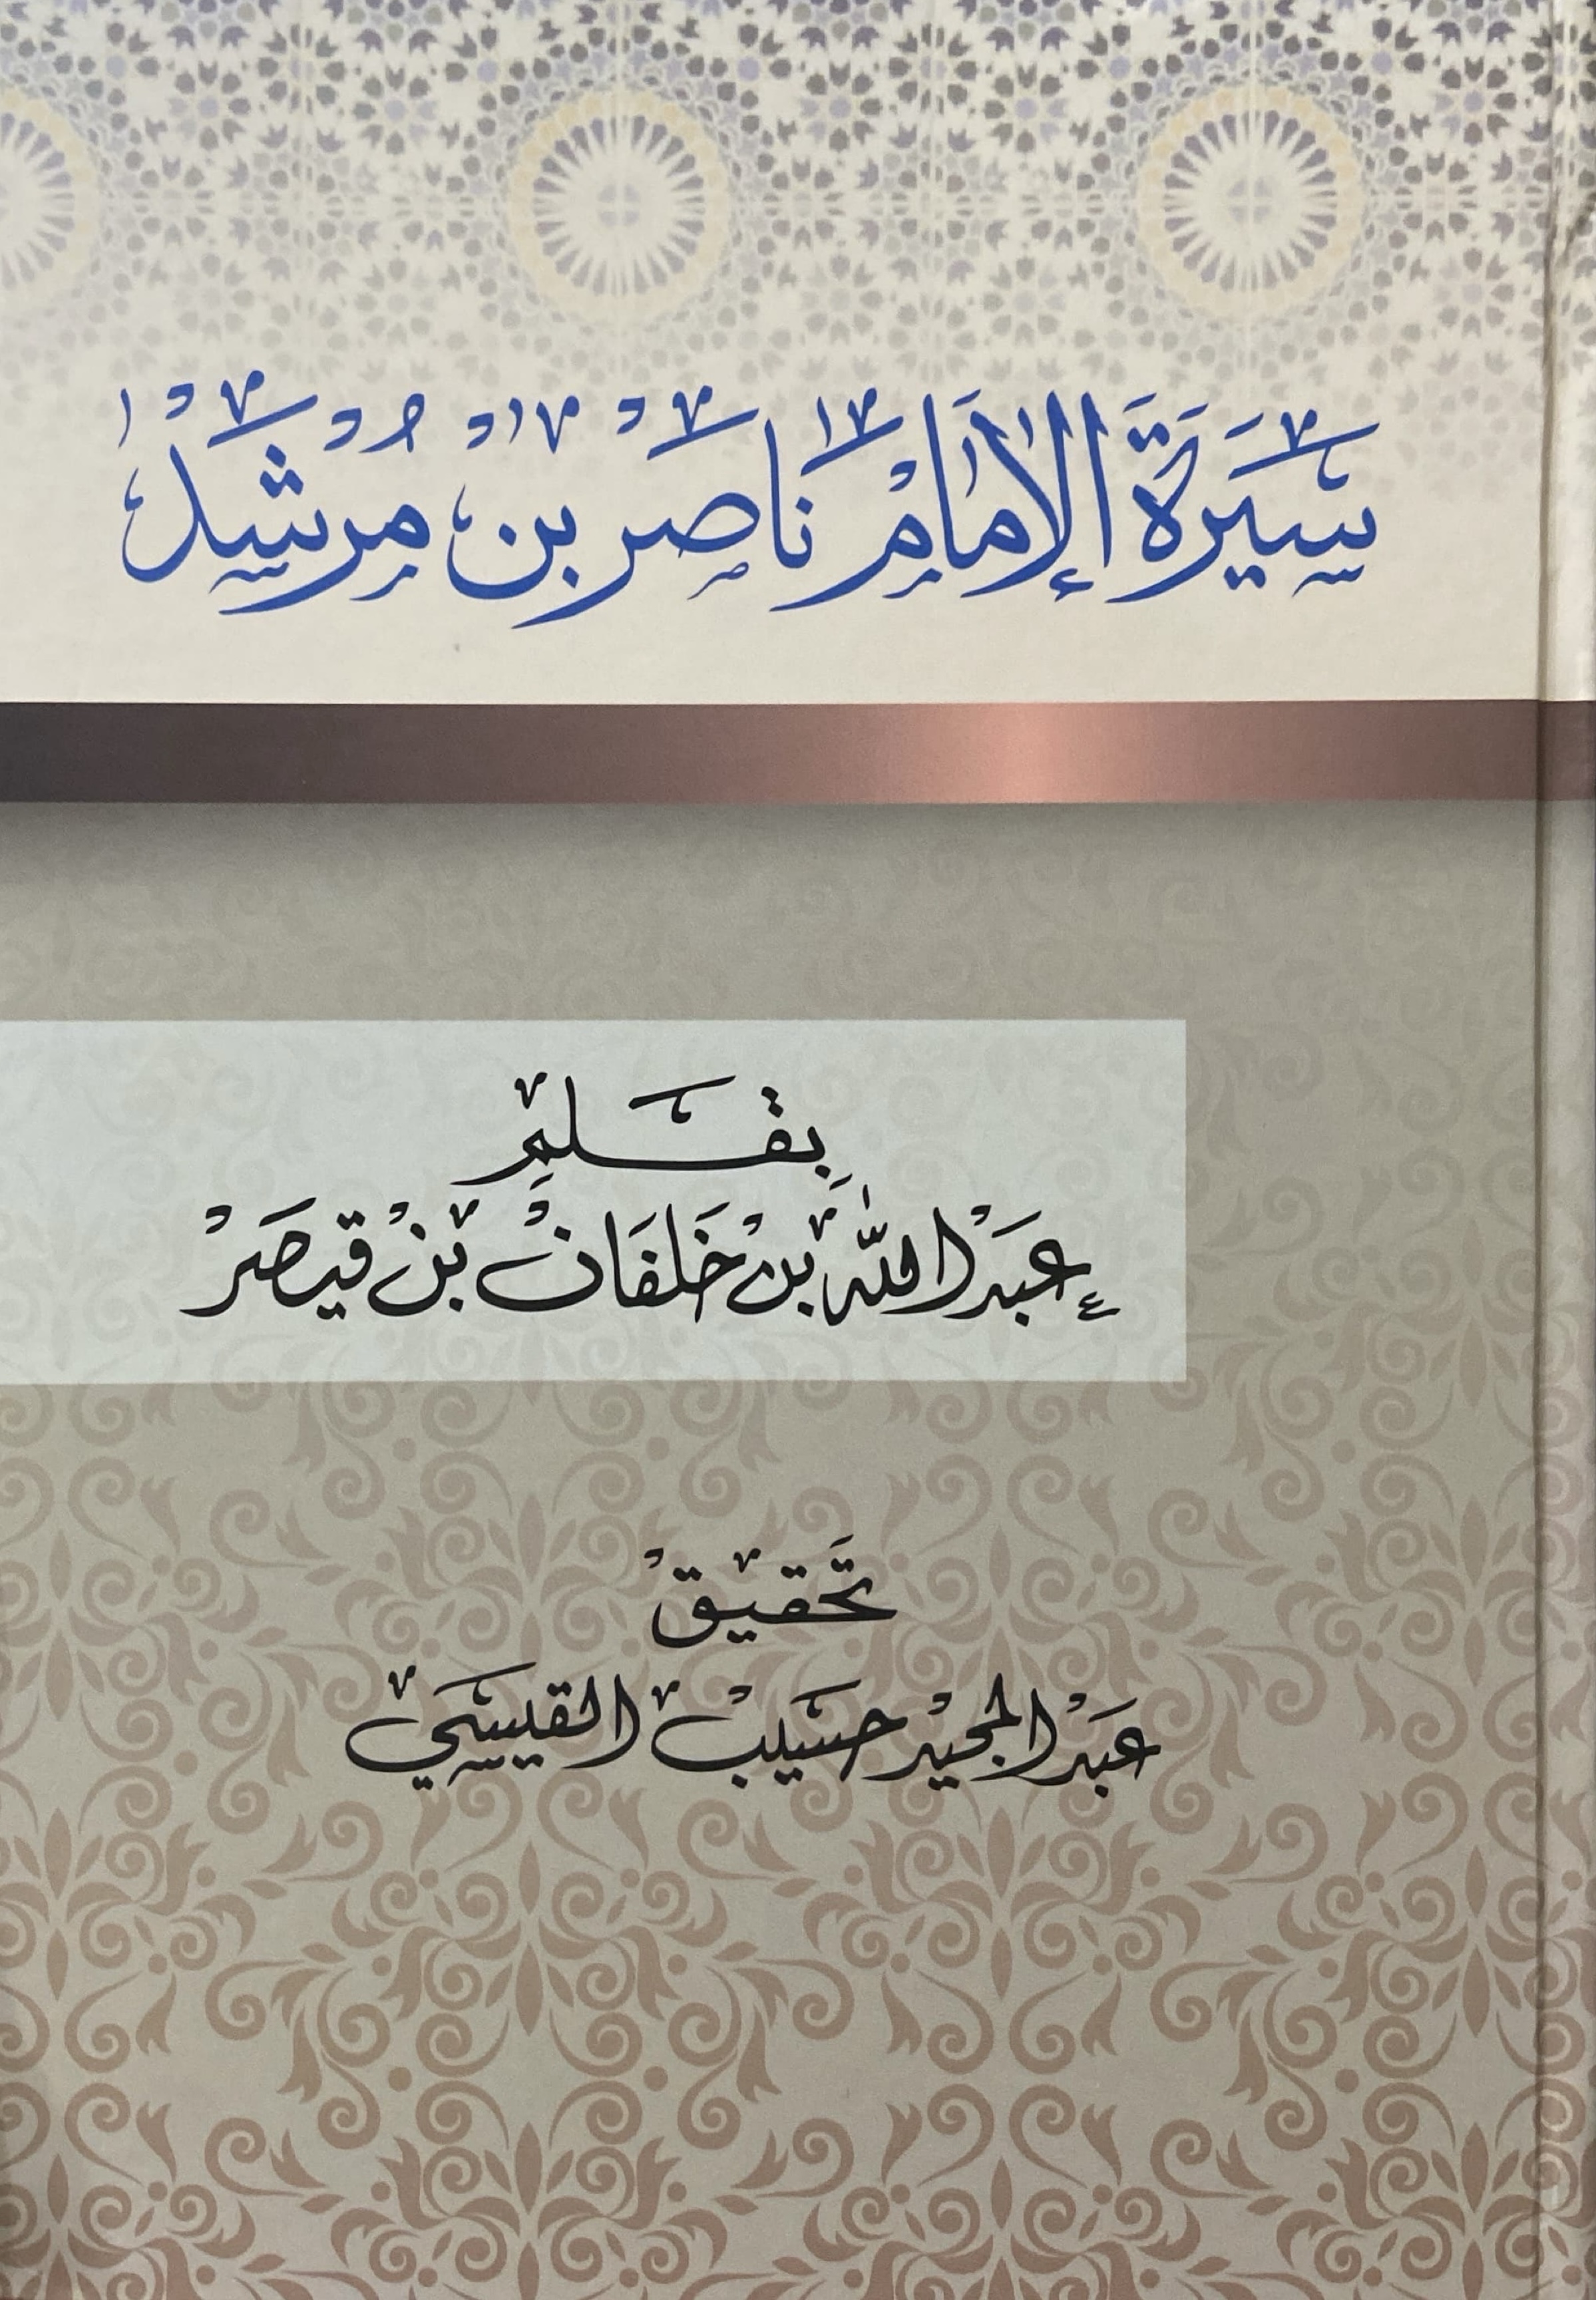 سيرة الإمام ناصر بن مرشد
بقلم
عبد الله بن خلفان بن قيصر
تحقيق
عبد المجيد حسيب القيسي